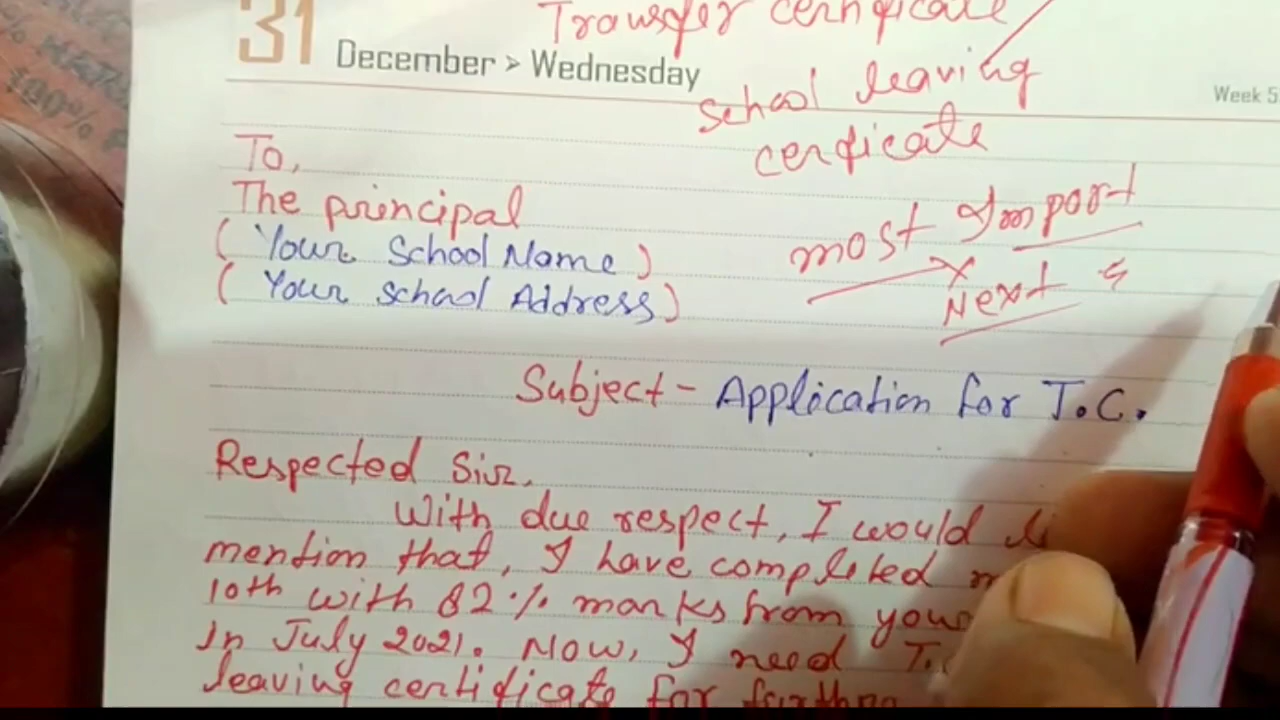 Transfer certificate/
31 December > Wednesday
school leaving
Week 5
cerficate
To,
The principal
most Import
( Your School Name )
( Your school Address )
Next
Subject - Application for T.C.
Respected Sir,
With due respect, I would
mention that, I have completed
10th with 82% marks from
in July 2021. Now, I need
leaving certificate for